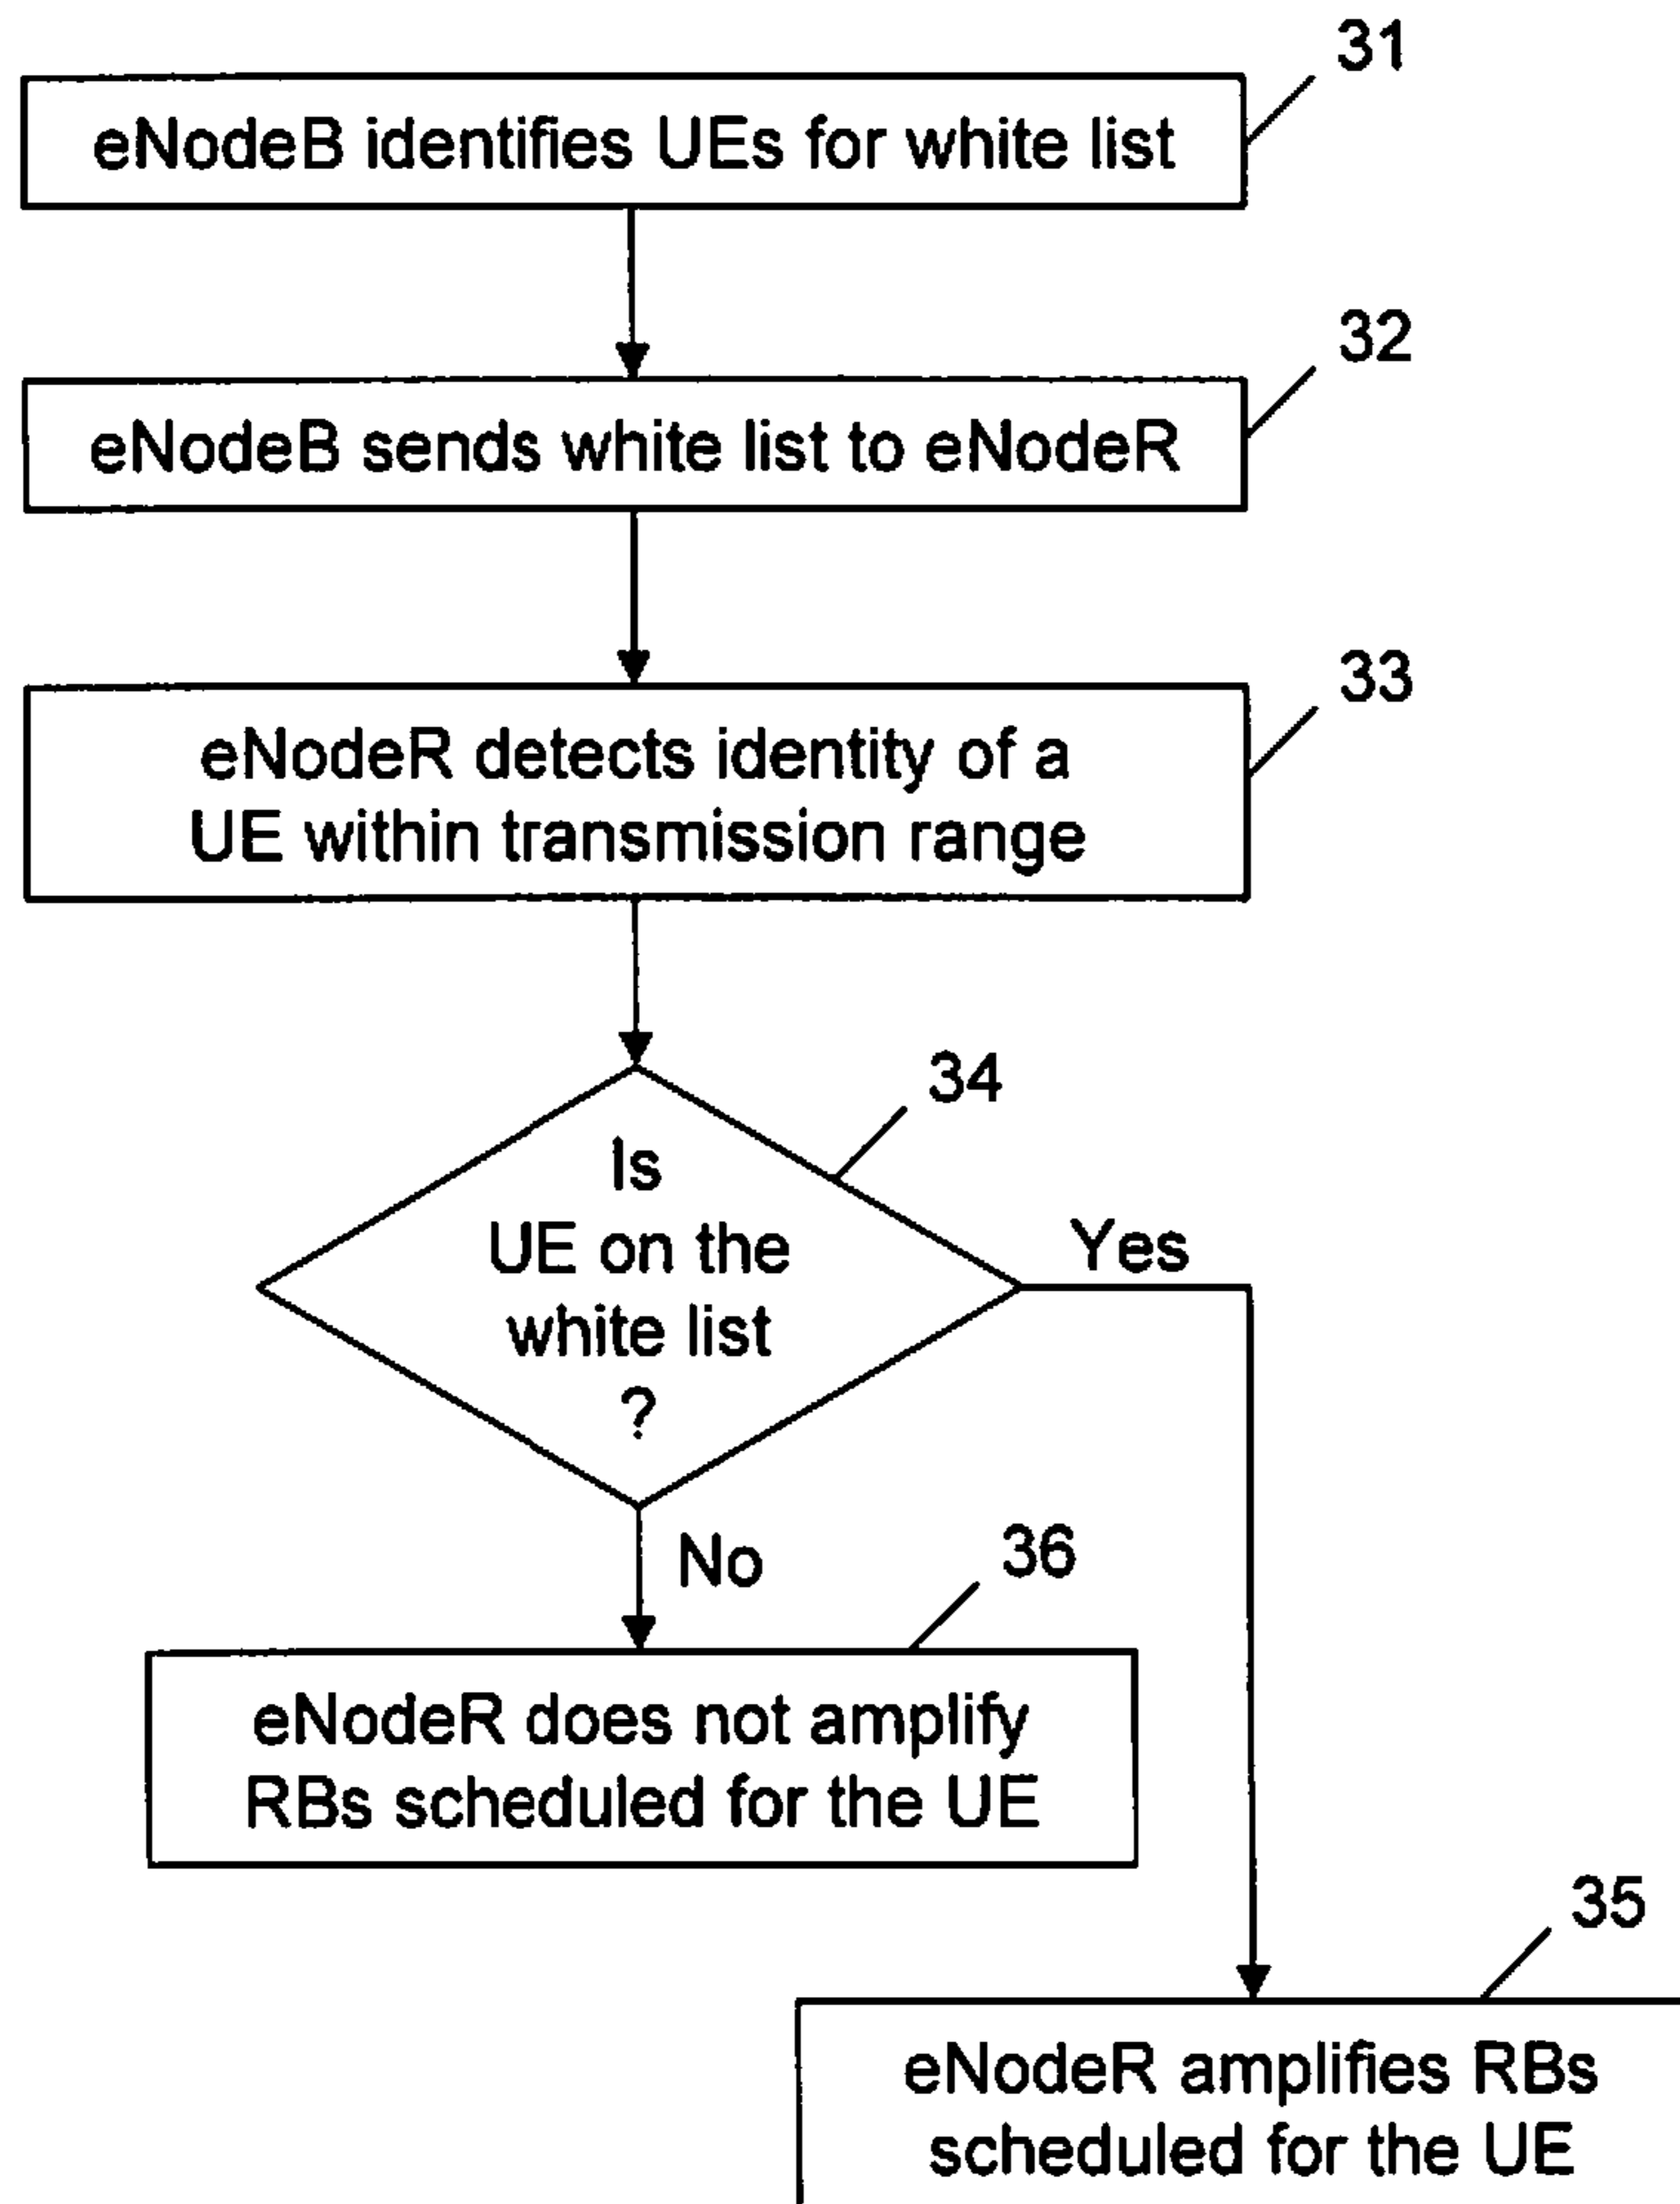 31
eNodeB identifies UEs for white list
32
eNodeB sends white list to eNodeR
33
eNodeR detects identity of a
UE within transmission range
34
Is
UE on the
white list
?
Yes
No
36
eNodeR does not amplify
RBs scheduled for the UE
35
eNodeR amplifies RBs
scheduled for the UE